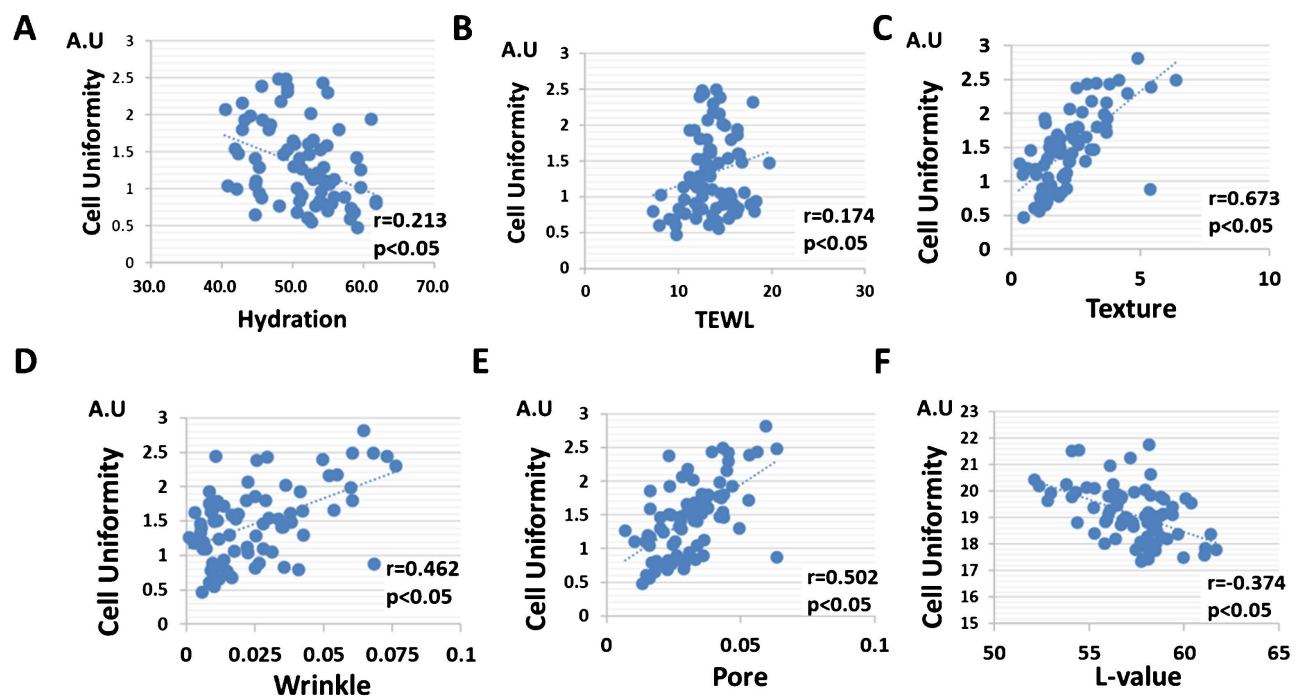 A
A.U
3
2.5
2
1.5
1
0.5
0
Cell Uniformity
r=0.213
p<0.05
30.0 40.0 50.0 60.0 70.0
Hydration
B
A.U
3
2.5
2
1.5
1
0.5
0
Cell Uniformity
r=0.174
p<0.05
0 10 20 30
TEWL
C
A.U
3
2.5
2
1.5
1
0.5
0
Cell Uniformity
r=0.673
p<0.05
0 5 10
Texture
D
A.U
3
2.5
2
1.5
1
0.5
0
Cell Uniformity
r=0.462
p<0.05
0 0.025 0.05 0.075 0.1
Wrinkle
E
A.U
3
2.5
2
1.5
1
0.5
0
Cell Uniformity
r=0.502
p<0.05
0 0.05 0.1
Pore
F
A.U
23
22
21
20
19
18
17
16
15
Cell Uniformity
r=-0.374
p<0.05
50 55 60 65
L-value